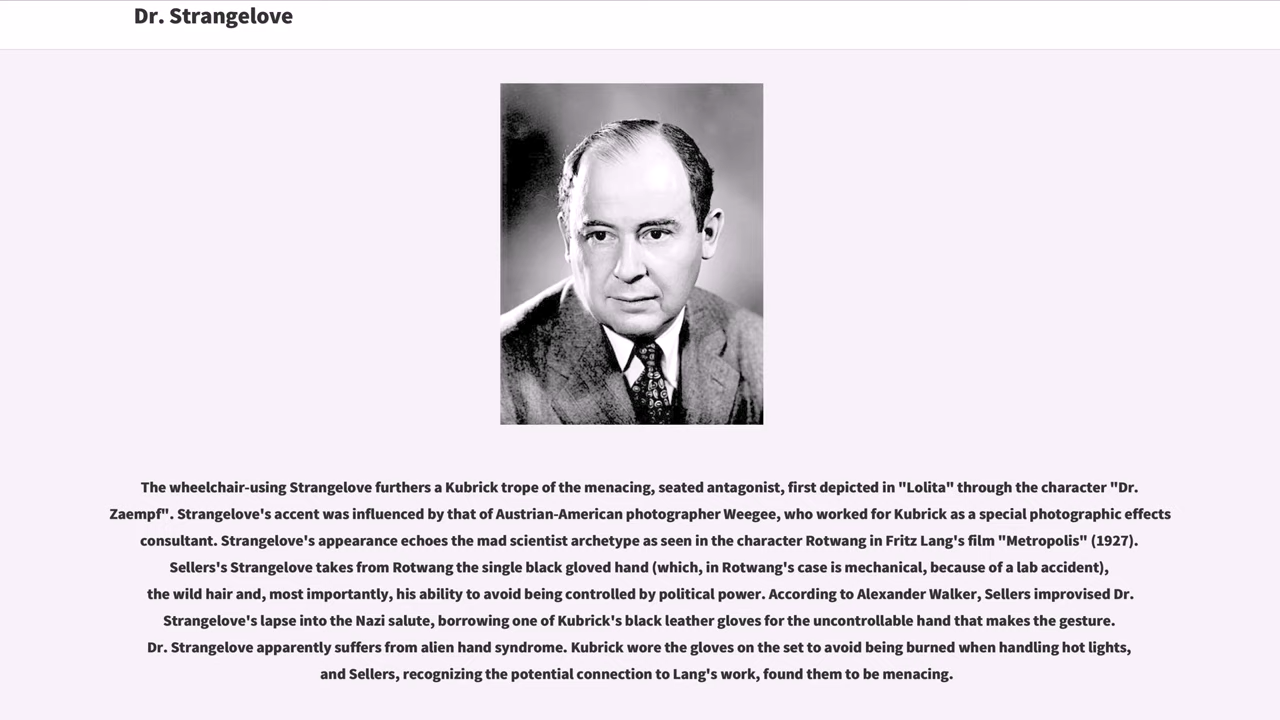 Dr. Strangelove
The wheelchair-using Strangelove furthers a Kubrick trope of the menacing, seated antagonist, first depicted in "Lolita" through the character "Dr.
Zaempf". Strangelove's accent was influenced by that of Austrian-American photographer Weegee, who worked for Kubrick as a special photographic effects
consultant. Strangelove's appearance echoes the mad scientist archetype as seen in the character Rotwang in Fritz Lang's film "Metropolis" (1927).
Sellers's Strangelove takes from Rotwang the single black gloved hand (which, in Rotwang's case is mechanical, because of a lab accident),
the wild hair and, most importantly, his ability to avoid being controlled by political power. According to Alexander Walker, Sellers improvised Dr.
Strangelove's lapse into the Nazi salute, borrowing one of Kubrick's black leather gloves for the uncontrollable hand that makes the gesture.
Dr. Strangelove apparently suffers from alien hand syndrome. Kubrick wore the gloves on the set to avoid being burned when handling hot lights,
and Sellers, recognizing the potential connection to Lang's work, found them to be menacing.